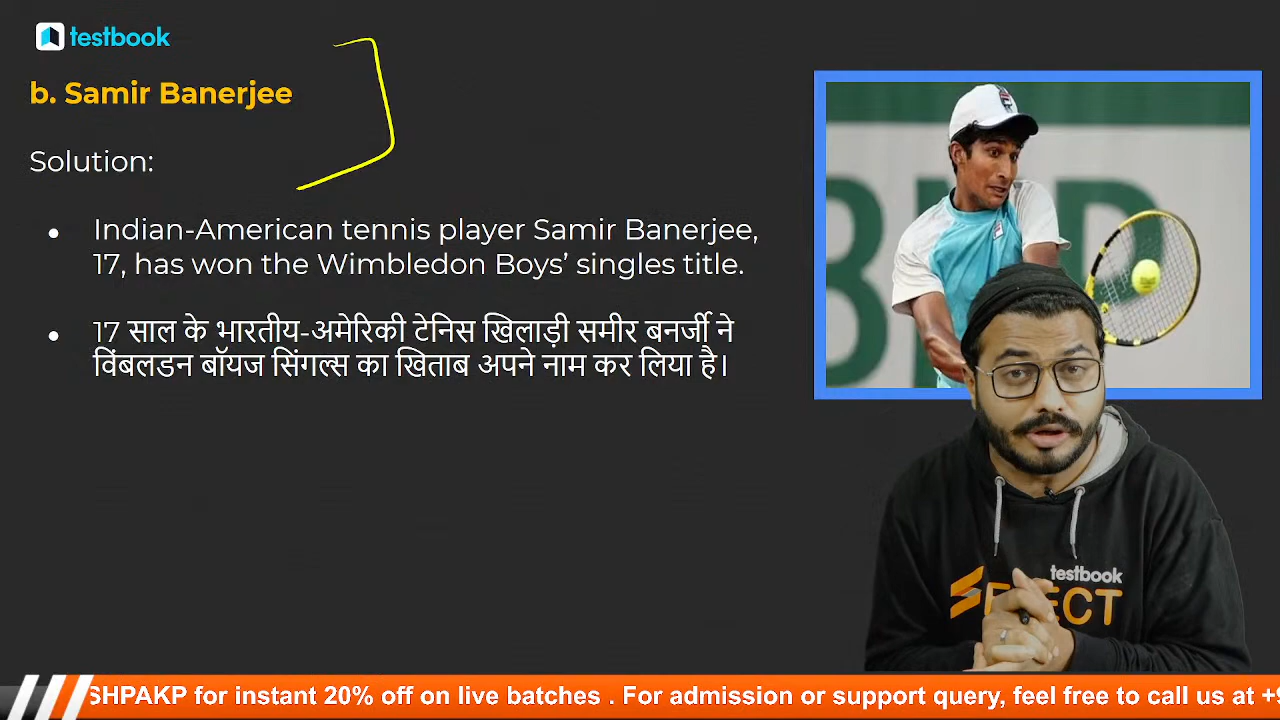 testbook
b. Samir Banerjee
Solution:
● Indian-American tennis player Samir Banerjee,
17, has won the Wimbledon Boys’ singles title.
● 17 साल के भारतीय-अमेरिकी टेनिस खिलाड़ी समीर बनर्जी ने
विंबलडन बॉयज सिंगल्स का खिताब अपने नाम कर लिया है।
testbook
SHPAKP for instant 20% off on live batches . For admission or support query, feel free to call us at +9